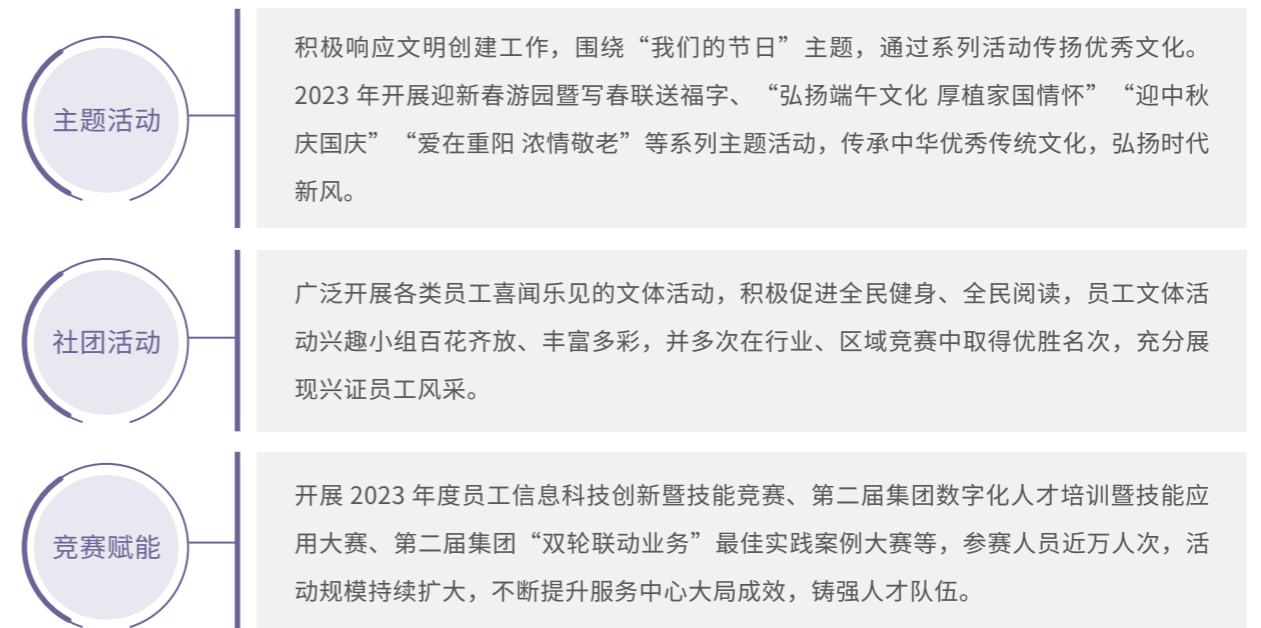 主题活动
积极响应文明创建工作，围绕“我们的节日”主题，通过系列活动传扬优秀文化。
2023 年开展迎新春游园暨写春联送福字、“弘扬端午文化 厚植家国情怀”“迎中秋
庆国庆”“爱在重阳 浓情敬老”等系列主题活动，传承中华优秀传统文化，弘扬时代
新风。
社团活动
广泛开展各类员工喜闻乐见的文体活动，积极促进全民健身、全民阅读，员工文体活
动兴趣小组百花齐放、丰富多彩，并多次在行业、区域竞赛中取得优胜名次，充分展
现兴证员工风采。
竞赛赋能
开展 2023 年度员工信息科技创新暨技能竞赛、第二届集团数字化人才培训暨技能应
用大赛、第二届集团“双轮联动业务”最佳实践案例大赛等，参赛人员近万人次，活
动规模持续扩大，不断提升服务中心大局成效，铸强人才队伍。